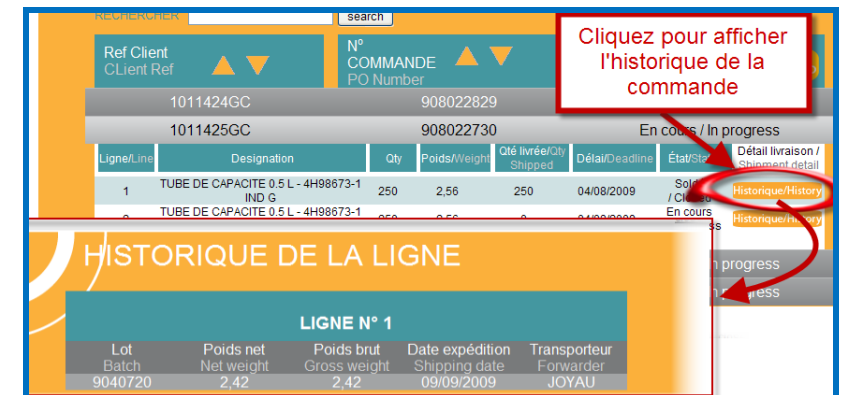 RECHERCHER search
Cliquez pour afficher
l'historique de la
commande
Ref Client
CLient Ref
N°
COMMANDE
PO Number
1011424GC 908022829
1011425GC 908022730 En cours / In progress
Ligne/Line Designation Qty Poids/Weight Qté livrée/Qty Shipped Délai/Deadline Détail livraison / Shipment detail
1 TUBE DE CAPACITE 0.5 L - 4H98673-1 IND G 250 2,56 250 04/08/2009 Historique/History
TUBE DE CAPACITE 0.5 L - 4H98673-1 En cours Historique/History
progress
HISTORIQUE DE LA LIGNE
LIGNE N° 1
Lot Poids net Poids brut Date expédition Transporteur
Batch Net weight Gross weight Shipping date Forwarder
9040720 2,42 2,42 09/09/2009 JOYAU